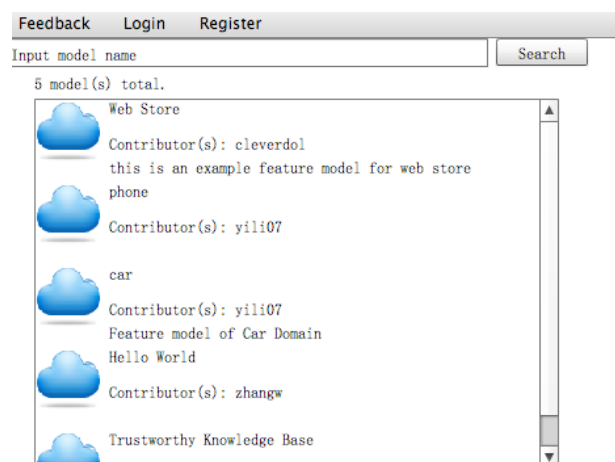 Feedback Login Register
Input model name Search
5 model(s) total.
Web Store
Contributor(s): cleverdol
this is an example feature model for web store
phone
Contributor(s): yili07
car
Contributor(s): yili07
Feature model of Car Domain
Hello World
Contributor(s): zhangw
Trustworthy Knowledge Base